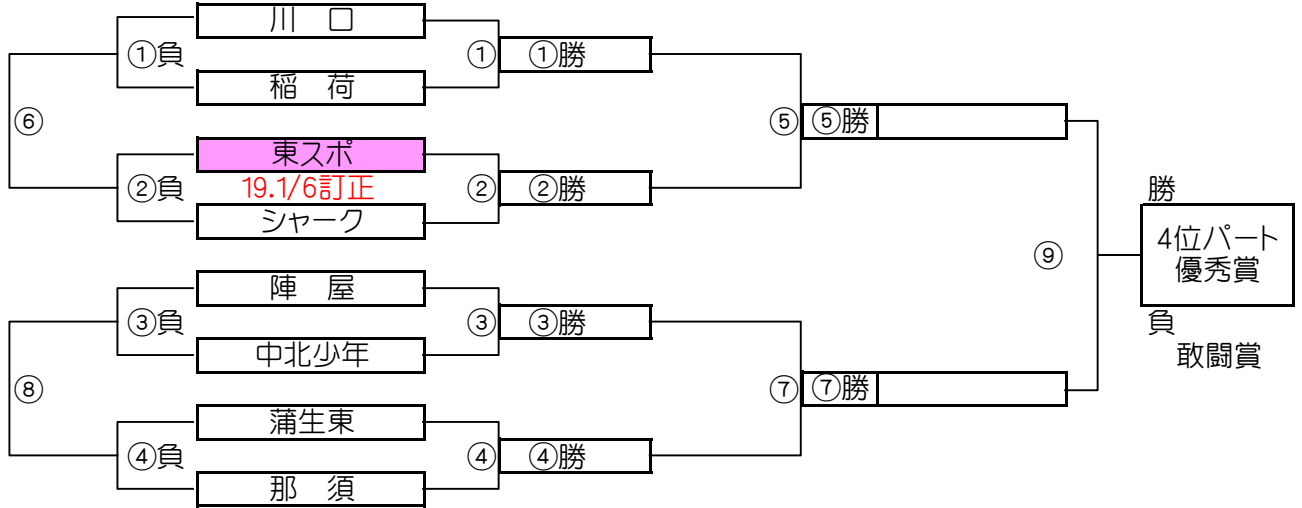 川　口
①負
①
①勝
稲　荷
⑥
⑤
⑤勝
東スポ
②負
19.1/6訂正
②
②勝
シャーク
勝
4位パート
優秀賞
⑨
陣　屋
③負
③
③勝
負
敢闘賞
中北少年
⑧
⑦
⑦勝
蒲生東
④負
④
④勝
那　須